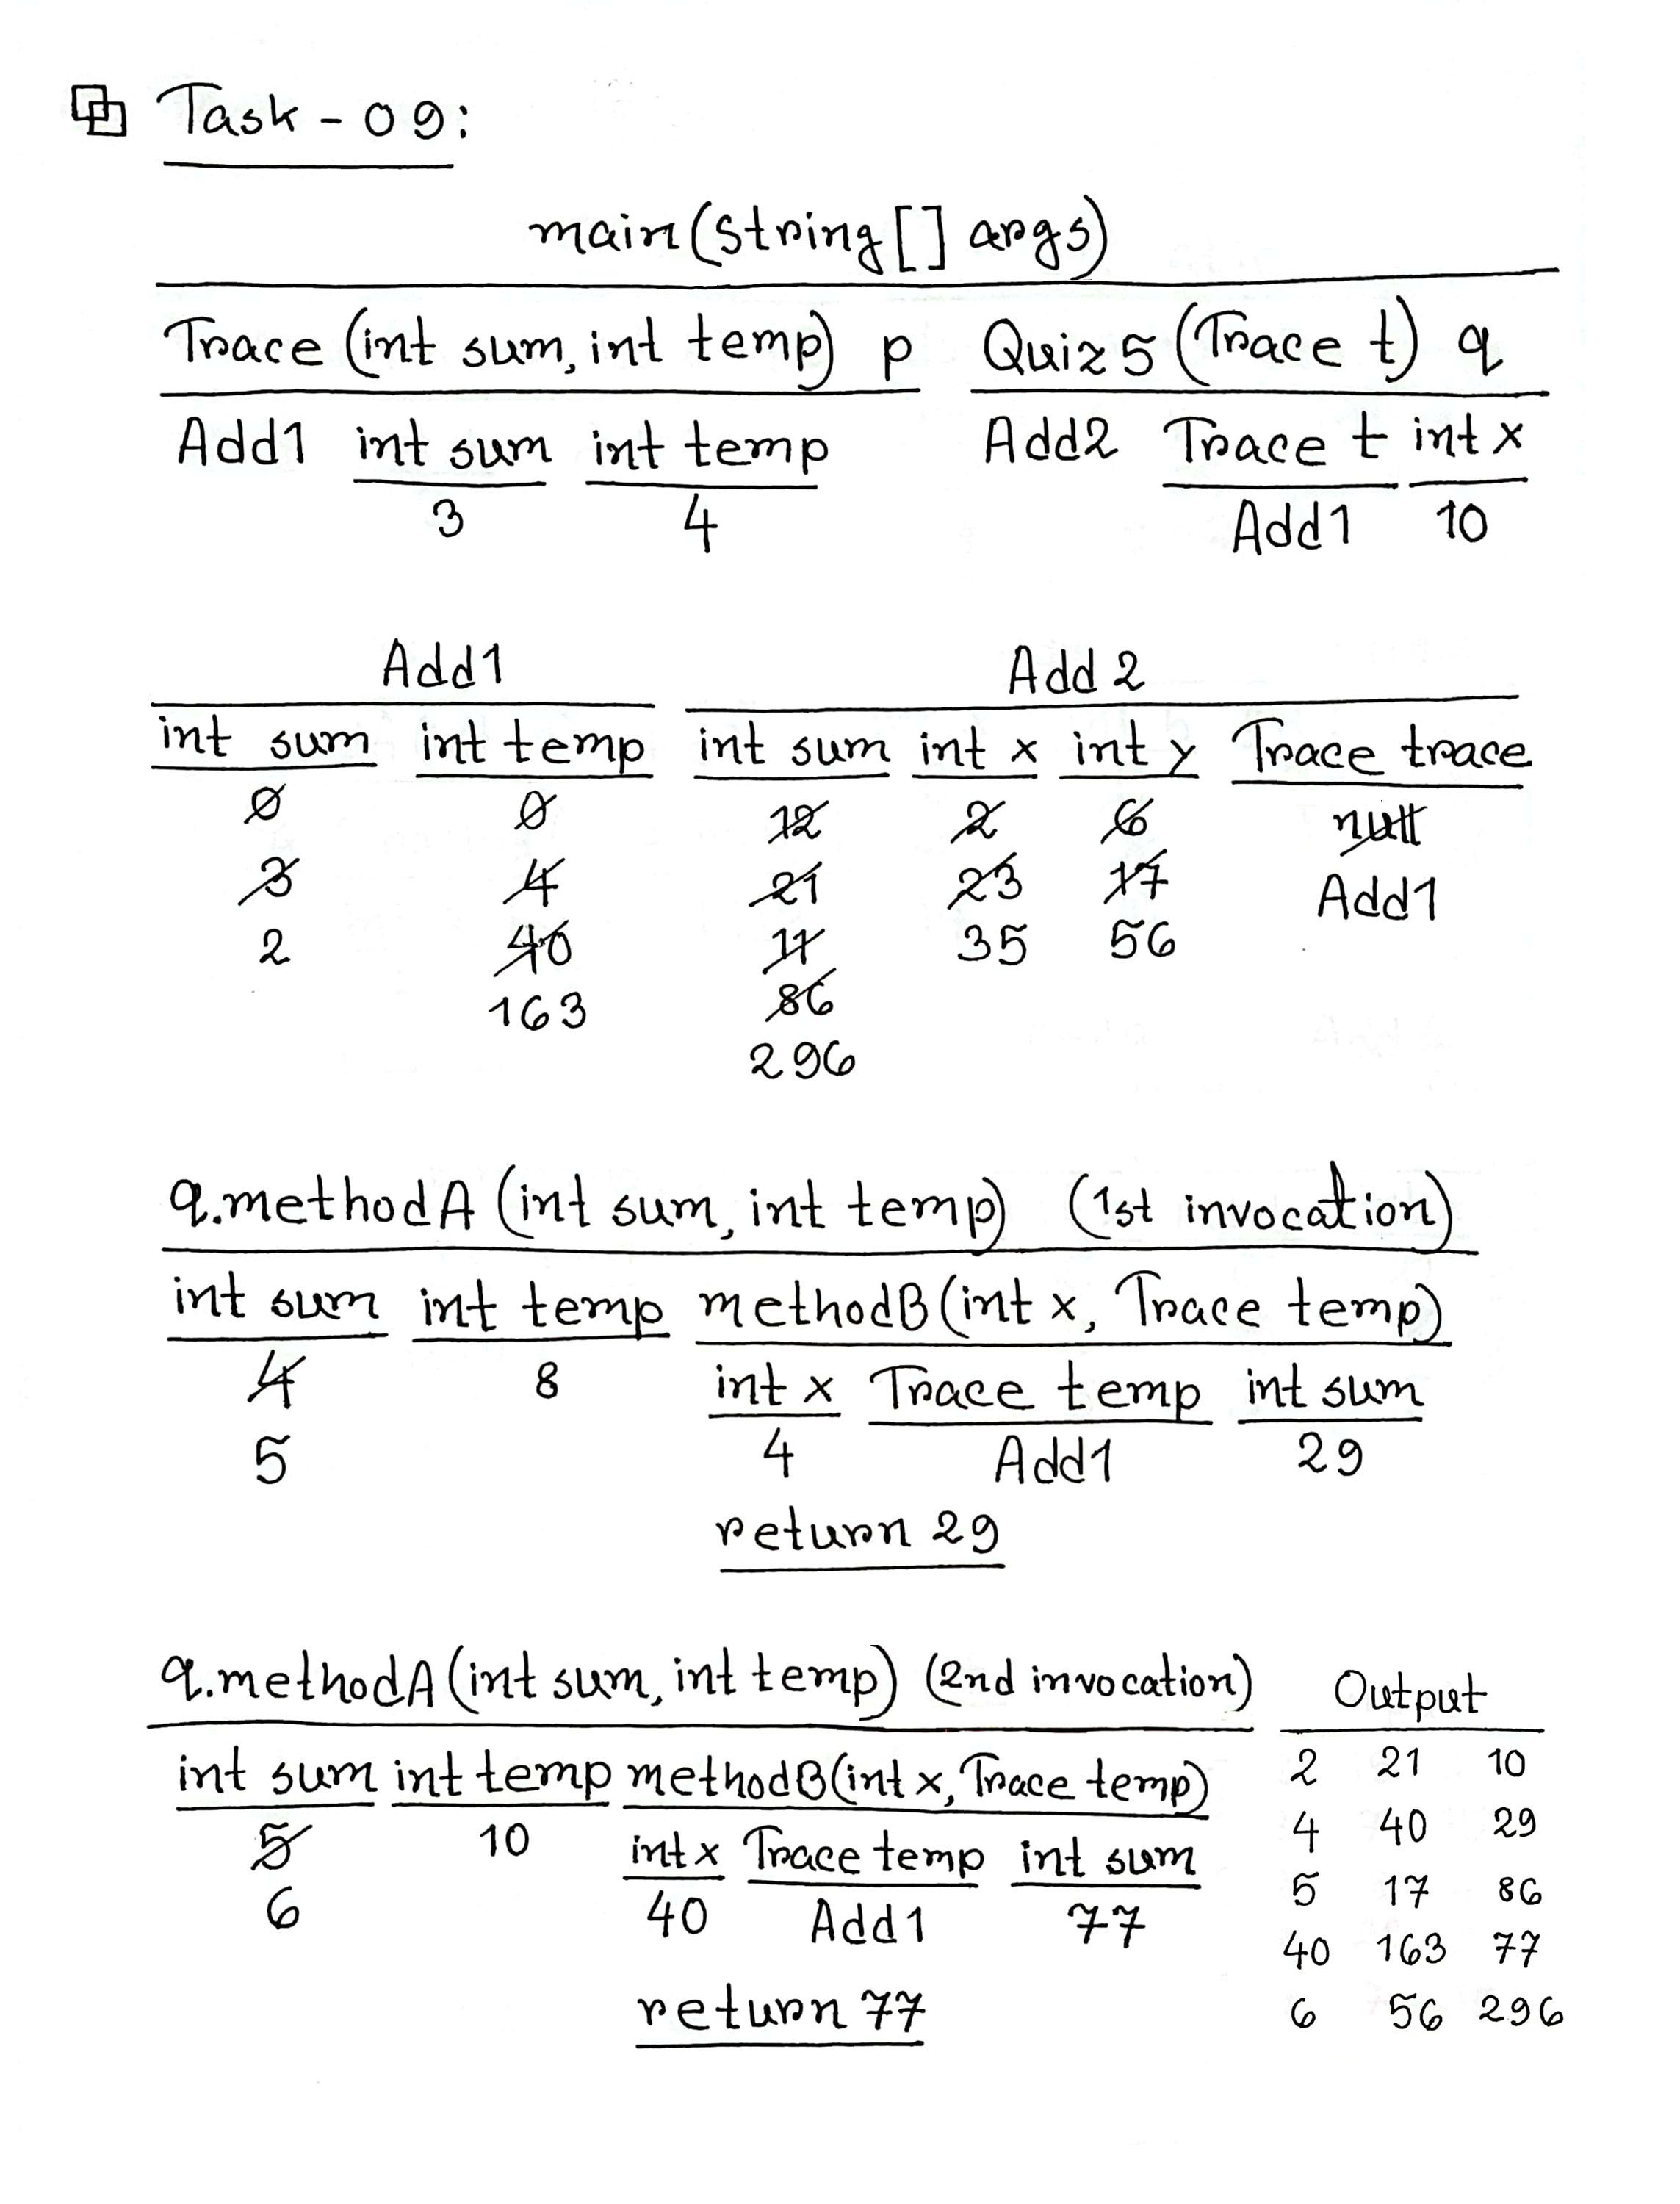 Task - 09:
main(String[] args)
Trace (int sum, int temp) p Quiz5 (Trace t) q
Add1 int sum int temp Add2 Trace t int x
3 4 Add1 10
Add1 Add 2
int sum int temp int sum int x int y Trace trace
0 0 12 2 6 null
3 4 21 23 17 Add1
2 40 11 35 56
163 86
296
q.methodA (int sum, int temp) (1st invocation)
int sum int temp methodB(int x, Trace temp)
4 8 int x Trace temp int sum
5 4 Add1 29
return 29
q.methodA (int sum, int temp) (2nd invocation) Output
int sum int temp methodB(int x, Trace temp) 2 21 10
5 10 int x Trace temp int sum 4 40 29
6 40 Add1 77 5 17 86
40 163 77
return 77 6 56 296